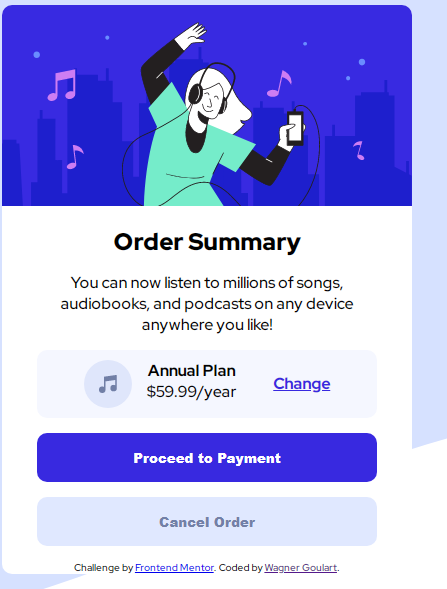 Order Summary
You can now listen to millions of songs,
audiobooks, and podcasts on any device
anywhere you like!
Annual Plan
$59.99/year
Change
Proceed to Payment
Cancel Order
Challenge by Frontend Mentor. Coded by Wagner Goulart.